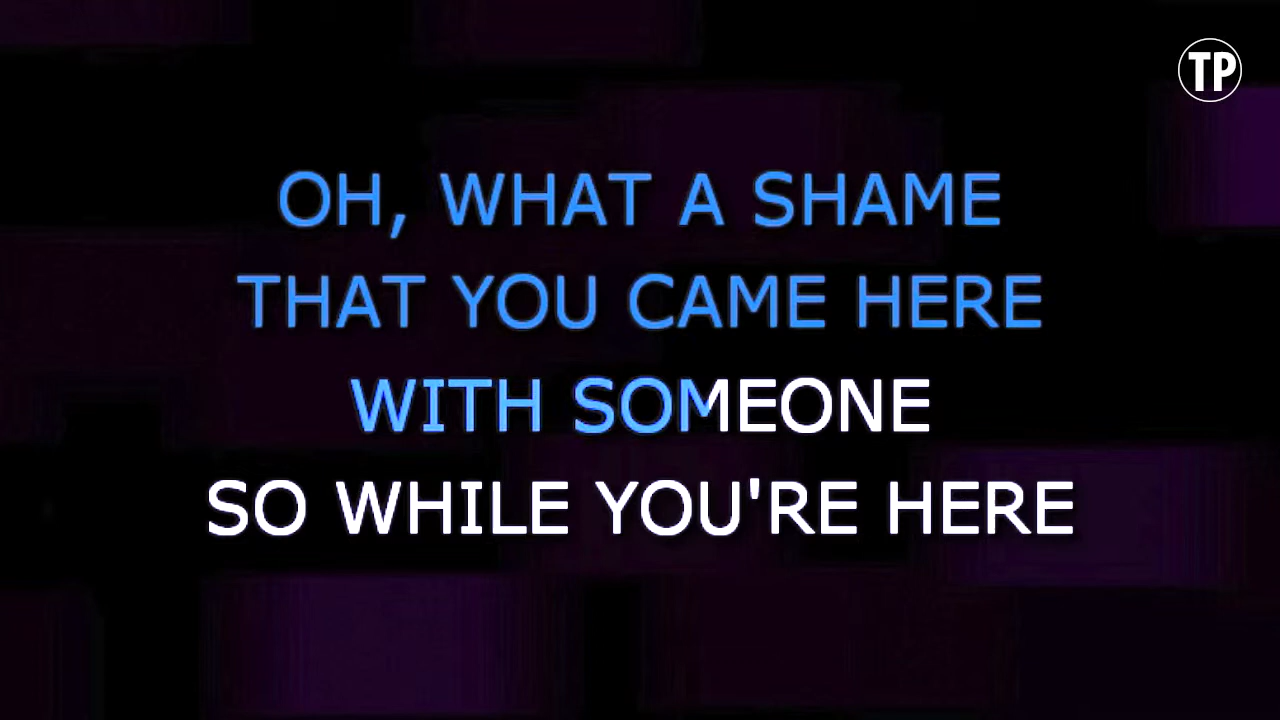 TP
OH, WHAT A SHAME
THAT YOU CAME HERE
WITH SOMEONE
SO WHILE YOU'RE HERE